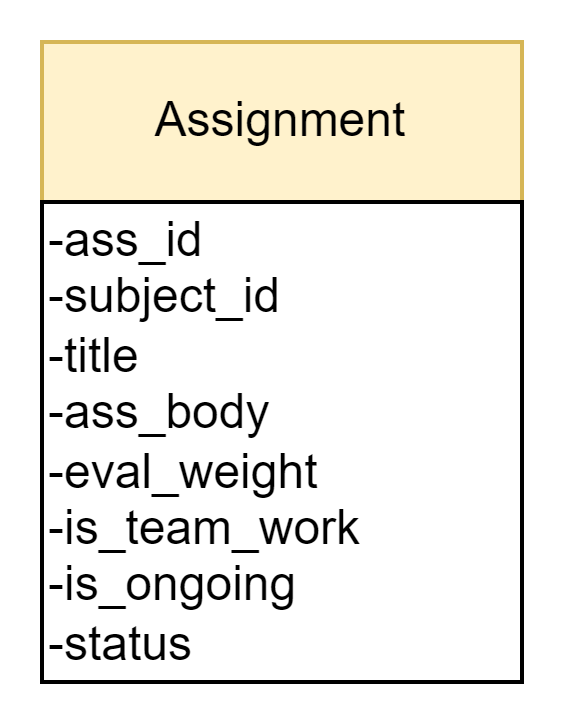 Assignment
-ass_id
-subject_id
-title
-ass_body
-eval_weight
-is_team_work
-is_ongoing
-status